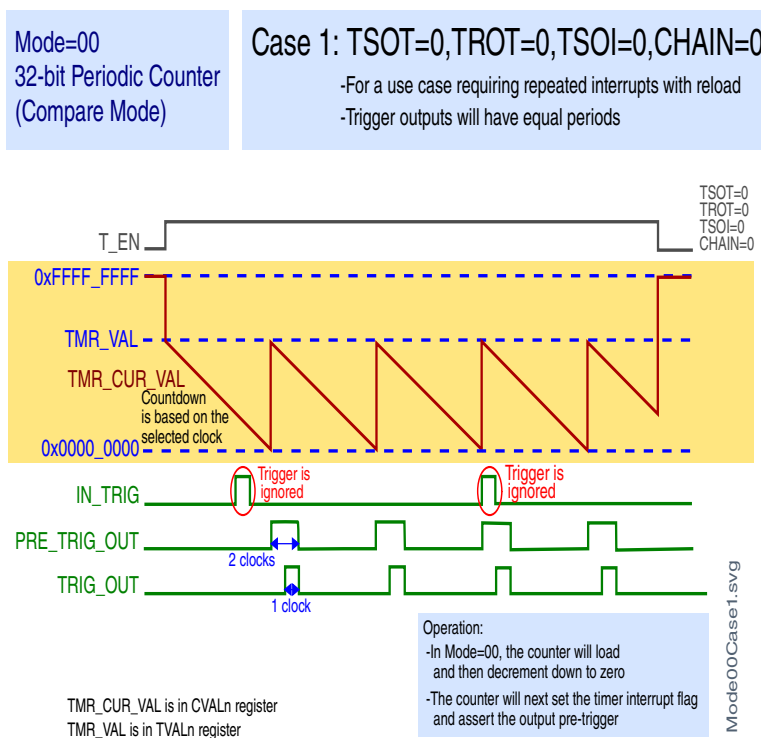 Mode=00
32-bit Periodic Counter
(Compare Mode)
Case 1: TSOT=0,TROT=0,TSOI=0,CHAIN=0
-For a use case requiring repeated interrupts with reload
-Trigger outputs will have equal periods
TSOT=0
TROT=0
TSOI=0
CHAIN=0
T_EN
0xFFFF_FFFF
TMR_VAL
TMR_CUR_VAL
Countdown
is based on the
selected clock
0x0000_0000
IN_TRIG
Trigger is
ignored
Trigger is
ignored
PRE_TRIG_OUT
2 clocks
TRIG_OUT
1 clock
Operation:
-In Mode=00, the counter will load
and then decrement down to zero
-The counter will next set the timer interrupt flag
and assert the output pre-trigger
TMR_CUR_VAL is in CVALn register
TMR_VAL is in TVALn register
Mode00Case1.svg